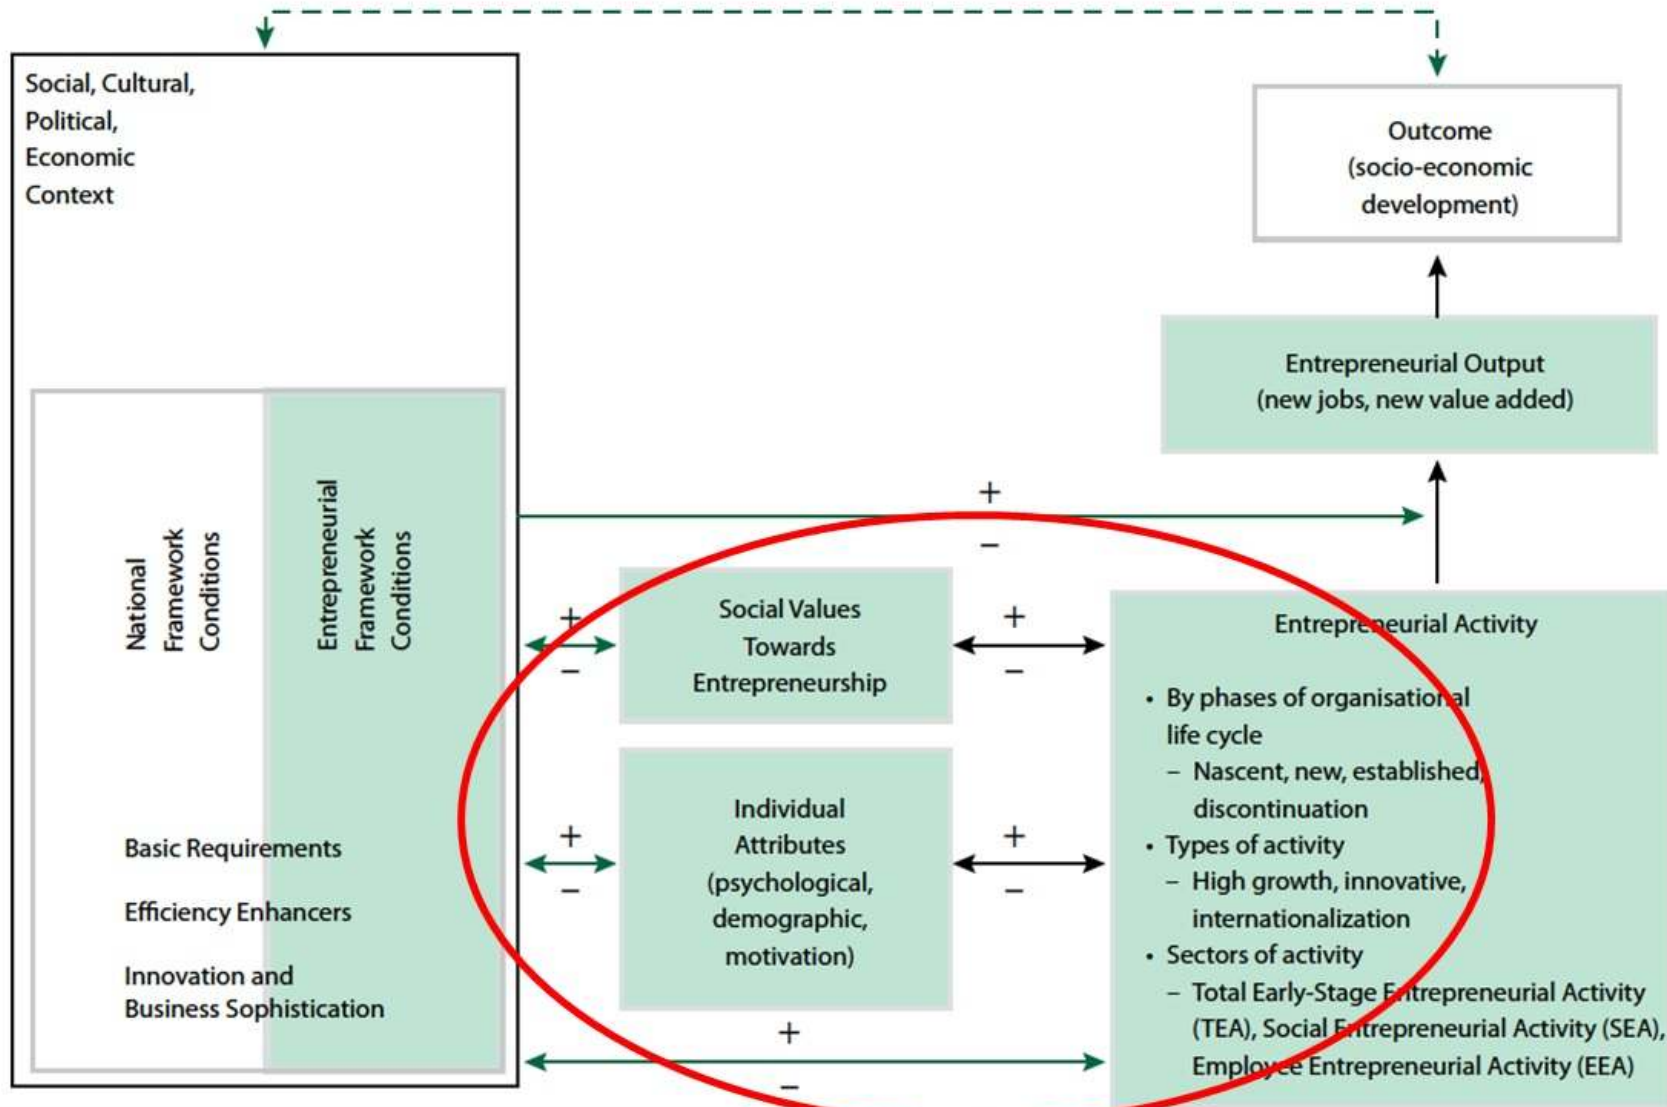 Social, Cultural,
Political,
Economic
Context
National
Framework
Conditions
Entrepreneurial
Framework
Conditions
Basic Requirements
Efficiency Enhancers
Innovation and
Business Sophistication
+
−
+
−
Social Values
Towards
Entrepreneurship
+
−
+
−
Individual
Attributes
(psychological,
demographic,
motivation)
+
−
+
−
Outcome
(socio-economic
development)
Entrepreneurial Output
(new jobs, new value added)
Entrepreneurial Activity
• By phases of organisational
life cycle
− Nascent, new, established,
discontinuation
• Types of activity
− High growth, innovative,
internationalization
• Sectors of activity
− Total Early-Stage Entrepreneurial Activity
(TEA), Social Entrepreneurial Activity (SEA),
Employee Entrepreneurial Activity (EEA)